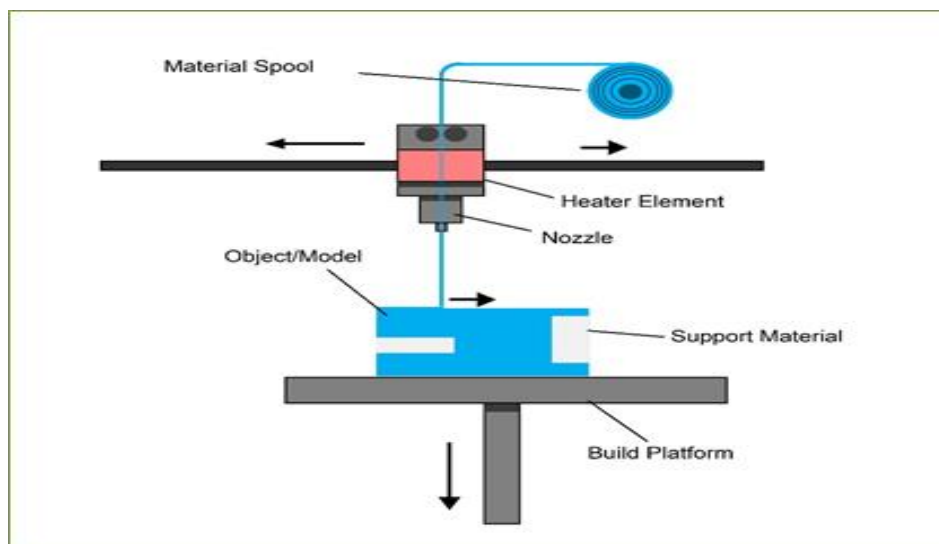 Material Spool
Heater Element
Nozzle
Object/Model
Support Material
Build Platform